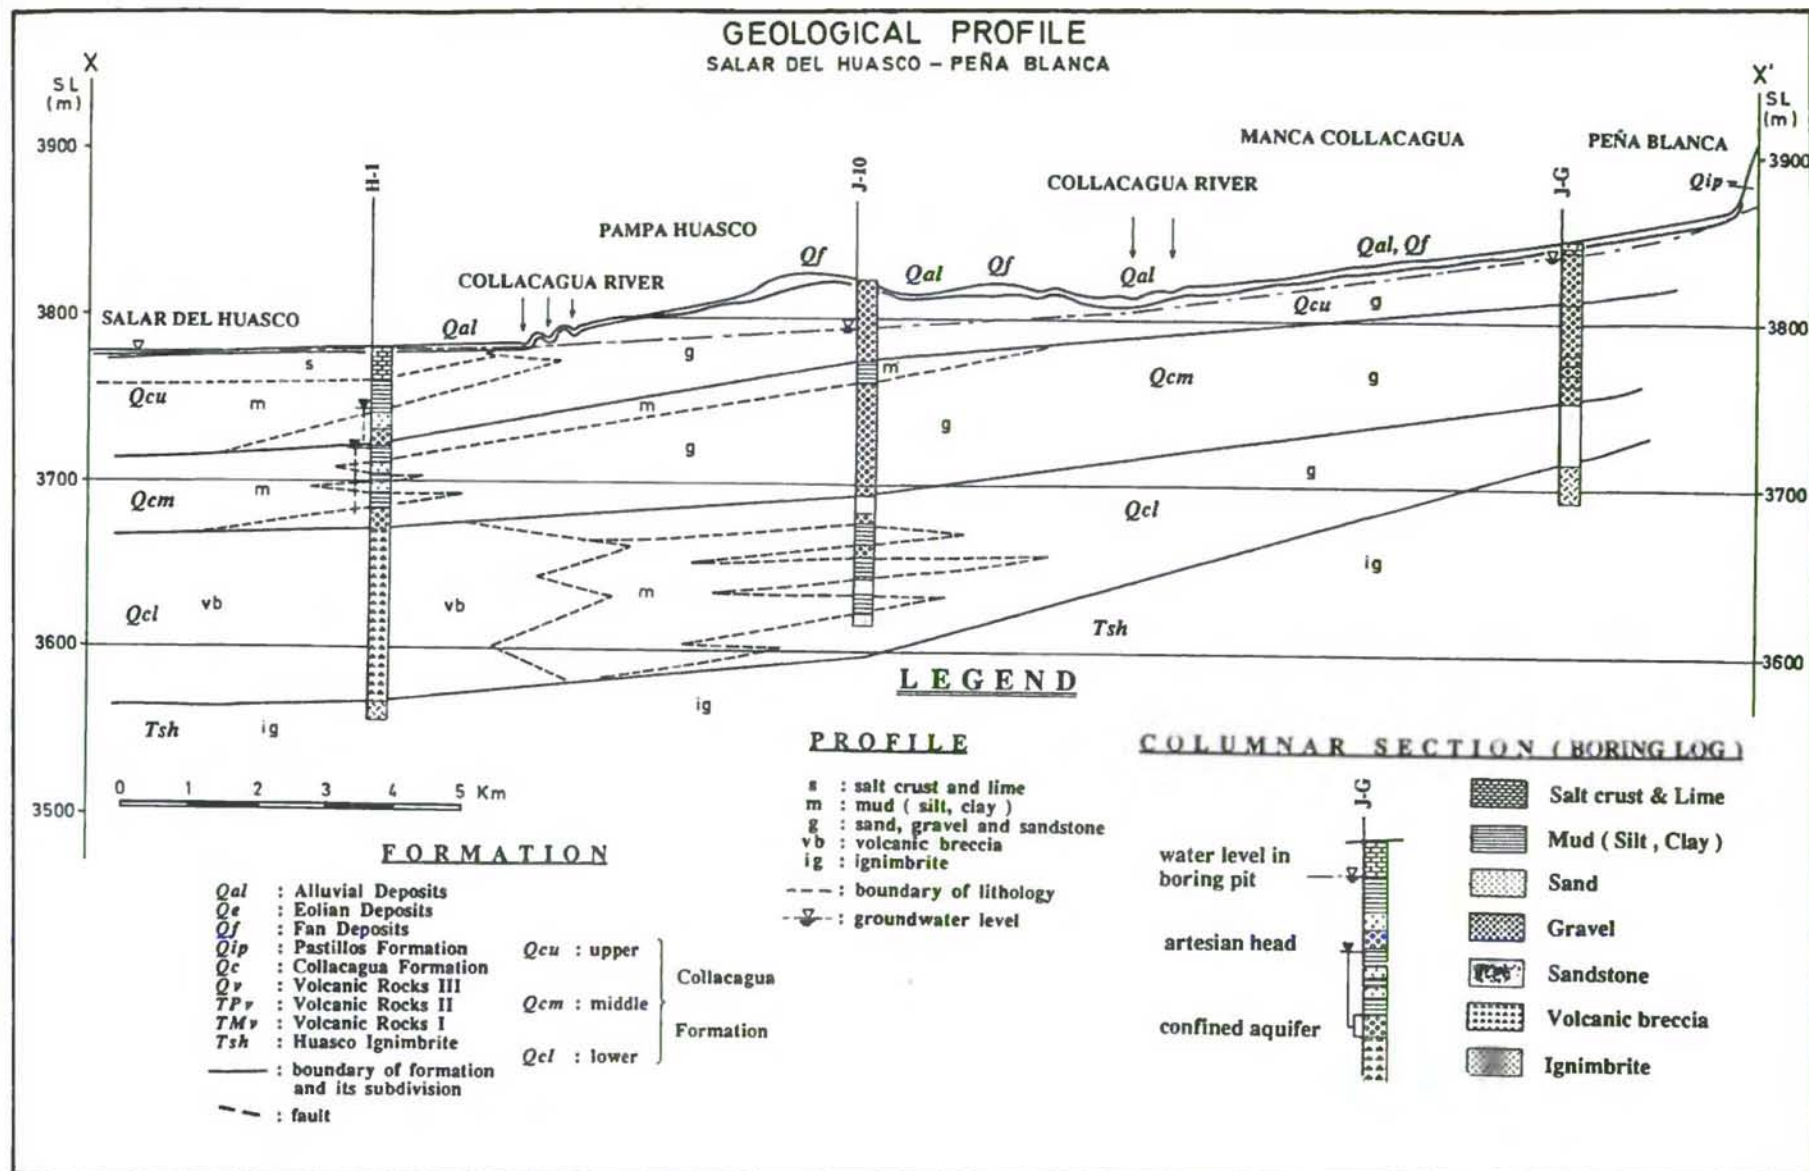 GEOLOGICAL PROFILE
SALAR DEL HUASCO – PEÑA BLANCA
X
X'
SL
(m)
SL
(m)
3900
3800
3700
3600
3500
3900
3800
3700
3600
H-1
J-10
J-G
MANCA COLLACAGUA
PEÑA BLANCA
COLLACAGUA RIVER
PAMPA HUASCO
COLLACAGUA RIVER
SALAR DEL HUASCO
Qip
Qf
Qal
Qf
Qal
Qal, Qf
Qal
Qcu
g
s
g
m
Qcu
m
m
Qcm
g
g
g
m
Qcm
g
Qcl
vb
Qcl
vb
m
ig
Tsh
Tsh
ig
ig
0 1 2 3 4 5 Km
LEGEND
PROFILE
s : salt crust and lime
m : mud ( silt, clay )
g : sand, gravel and sandstone
vb : volcanic breccia
ig : ignimbrite
: boundary of lithology
: groundwater level
FORMATION
Qal : Alluvial Deposits
Qe : Eolian Deposits
Qf : Fan Deposits
Qip : Pastillos Formation
Qc : Collacagua Formation
Qv : Volcanic Rocks III
TPv : Volcanic Rocks II
TMv : Volcanic Rocks I
Tsh : Huasco Ignimbrite
: boundary of formation
and its subdivision
: fault
Qcu : upper
Qcm : middle
Qcl : lower
Collacagua
Formation
COLUMNAR SECTION (BORING LOG)
J-G
water level in
boring pit
artesian head
confined aquifer
Salt crust & Lime
Mud ( Silt , Clay )
Sand
Gravel
Sandstone
Volcanic breccia
Ignimbrite